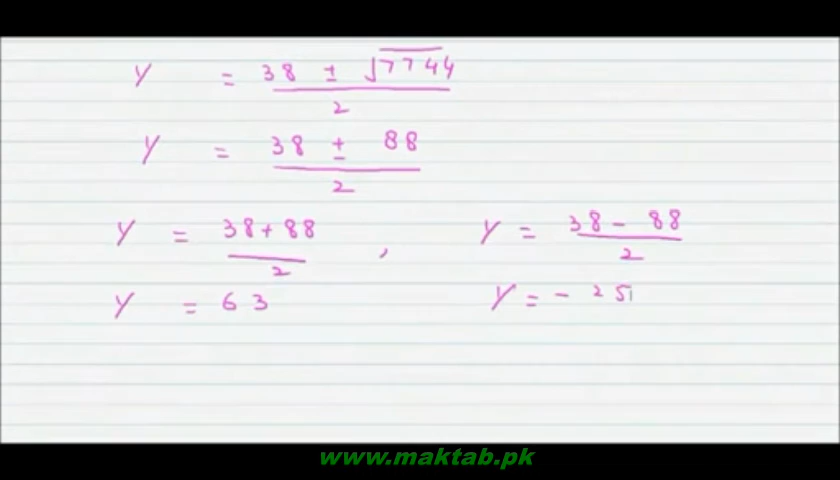 y = 38 ± √7744 / 2
y = 38 ± 88 / 2
y = 38 + 88 / 2 , y = 38 - 88 / 2
y = 63 y = - 25
www.maktab.pk